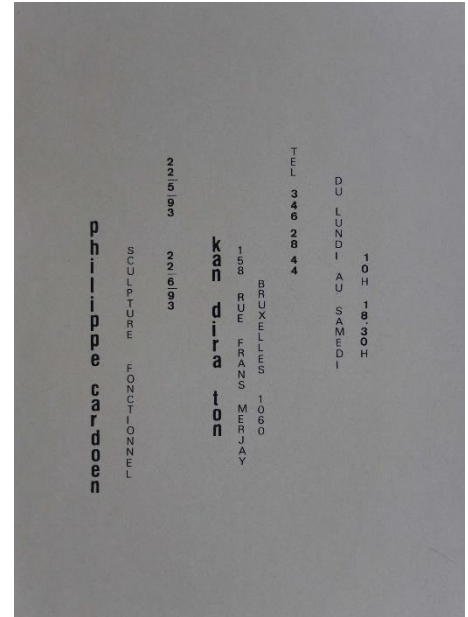 philippe cardoen
SCULPTURE FONCTIONNEL
22/5/93 22/6/93
kan dira ton
158 RUE FRANS MERJAY
BRUXELLES 1060
TEL 346 28 44
DU LUNDI AU SAMEDI
10H 18.30H